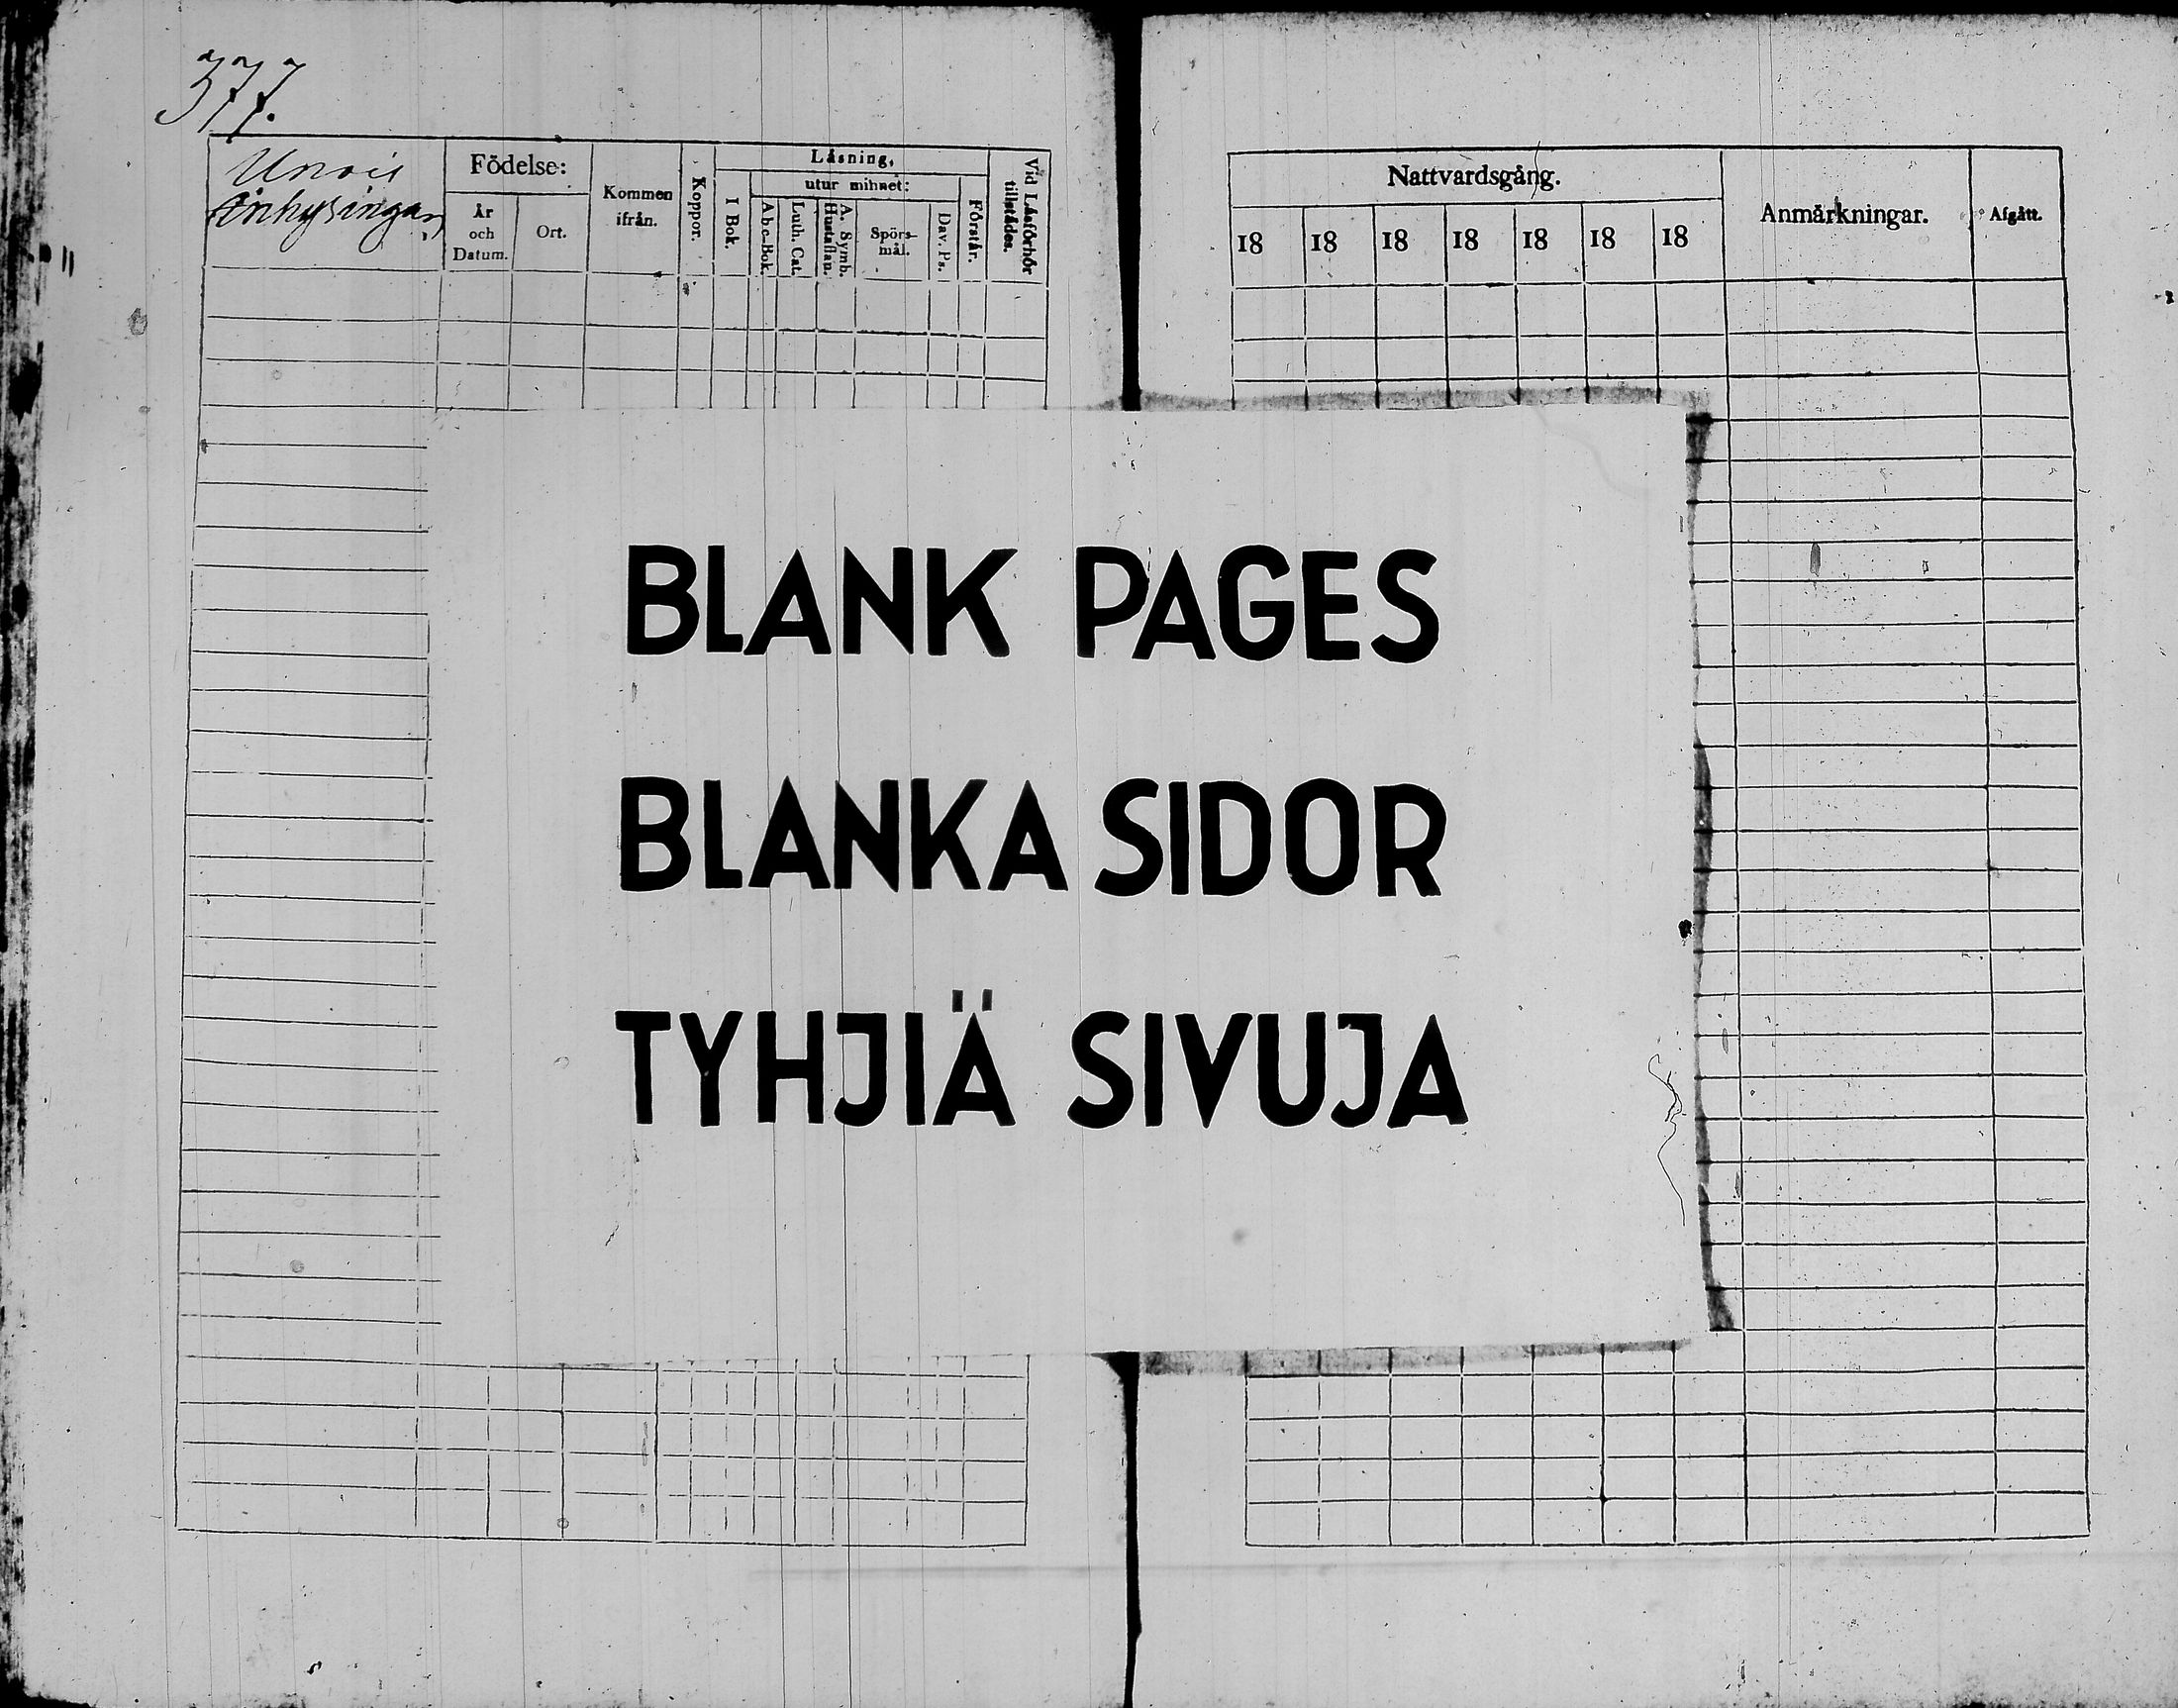 377.
Inhysingar
Födelse:
År
och
Datum.
Ort.
Kommen
ifrån.
Koppor.
Läsning,
I Bok.
utur minnet:
Abc-Bok.
Luth. Cat.
A. Symb.
Hustaflan.
Spörs-
mål.
Dav. Ps.
Förstår.
Vid Läsförhör
tillstädes.
Nattvardsgång.
18 18 18 18 18 18 18
Anmärkningar.
Afgått.
BLANK PAGES
BLANKA SIDOR
TYHJIÄ SIVUJA